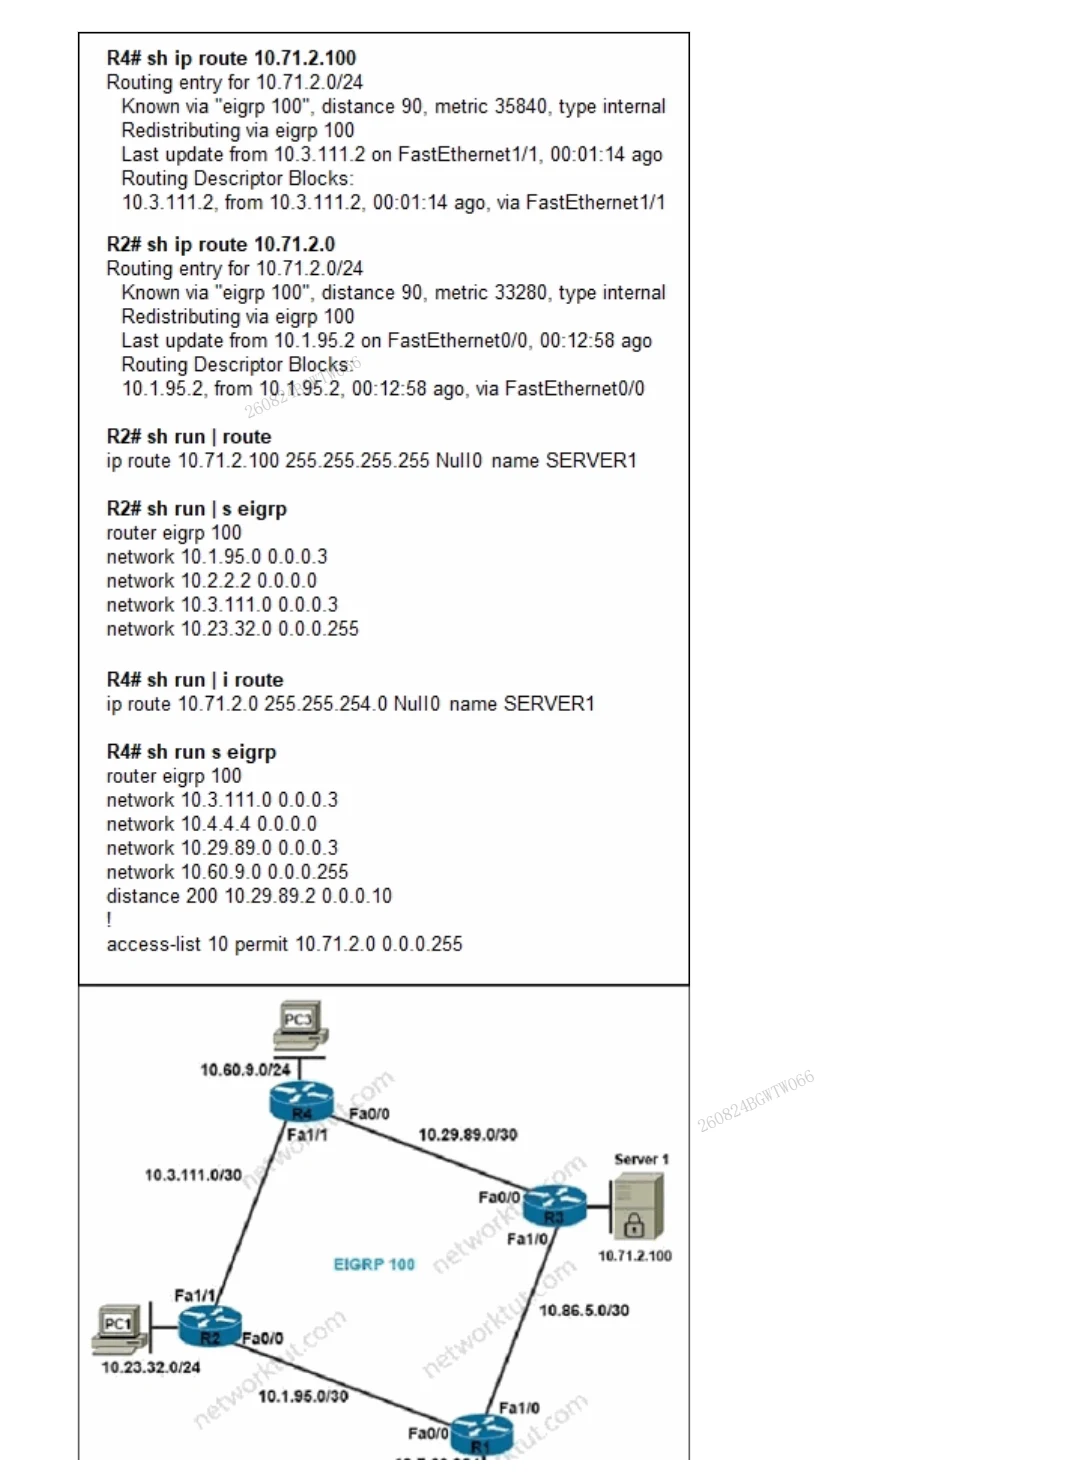 R4# sh ip route 10.71.2.100
Routing entry for 10.71.2.0/24
Known via "eigrp 100", distance 90, metric 35840, type internal
Redistributing via eigrp 100
Last update from 10.3.111.2 on FastEthernet1/1, 00:01:14 ago
Routing Descriptor Blocks:
10.3.111.2, from 10.3.111.2, 00:01:14 ago, via FastEthernet1/1
R2# sh ip route 10.71.2.0
Routing entry for 10.71.2.0/24
Known via "eigrp 100", distance 90, metric 33280, type internal
Redistributing via eigrp 100
Last update from 10.1.95.2 on FastEthernet0/0, 00:12:58 ago
Routing Descriptor Blocks:
10.1.95.2, from 10.1.95.2, 00:12:58 ago, via FastEthernet0/0
260824BGWTW066
R2# sh run | route
ip route 10.71.2.100 255.255.255.255 Null0 name SERVER1
R2# sh run | s eigrp
router eigrp 100
network 10.1.95.0 0.0.0.3
network 10.2.2.2 0.0.0.0
network 10.3.111.0 0.0.0.3
network 10.23.32.0 0.0.0.255
R4# sh run | i route
ip route 10.71.2.0 255.255.254.0 Null0 name SERVER1
R4# sh run s eigrp
router eigrp 100
network 10.3.111.0 0.0.0.3
network 10.4.4.4 0.0.0.0
network 10.29.89.0 0.0.0.3
network 10.60.9.0 0.0.0.255
distance 200 10.29.89.2 0.0.0.10
!
access-list 10 permit 10.71.2.0 0.0.0.255
PC3
10.60.9.0/24
R4
Fa0/0
Fa1/1
10.29.89.0/30
260824BGWTW066
networktut.com
Server 1
10.3.111.0/30
Fa0/0
R3
Fa1/0
10.71.2.100
networktut.com
EIGRP 100
Fa1/1
10.86.5.0/30
PC1
R2
Fa0/0
networktut.com
10.23.32.0/24
networktut.com
10.1.95.0/30
Fa1/0
Fa0/0
R1